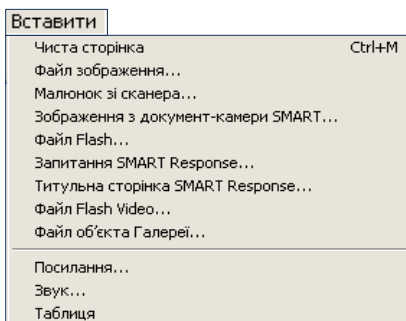 Вставити
Чиста сторінка Ctrl+M
Файл зображення...
Малюнок зі сканера...
Зображення з документ-камери SMART...
Файл Flash...
Запитання SMART Response...
Титульна сторінка SMART Response...
Файл Flash Video...
Файл об'єкта Галереї...
Посилання...
Звук...
Таблиця